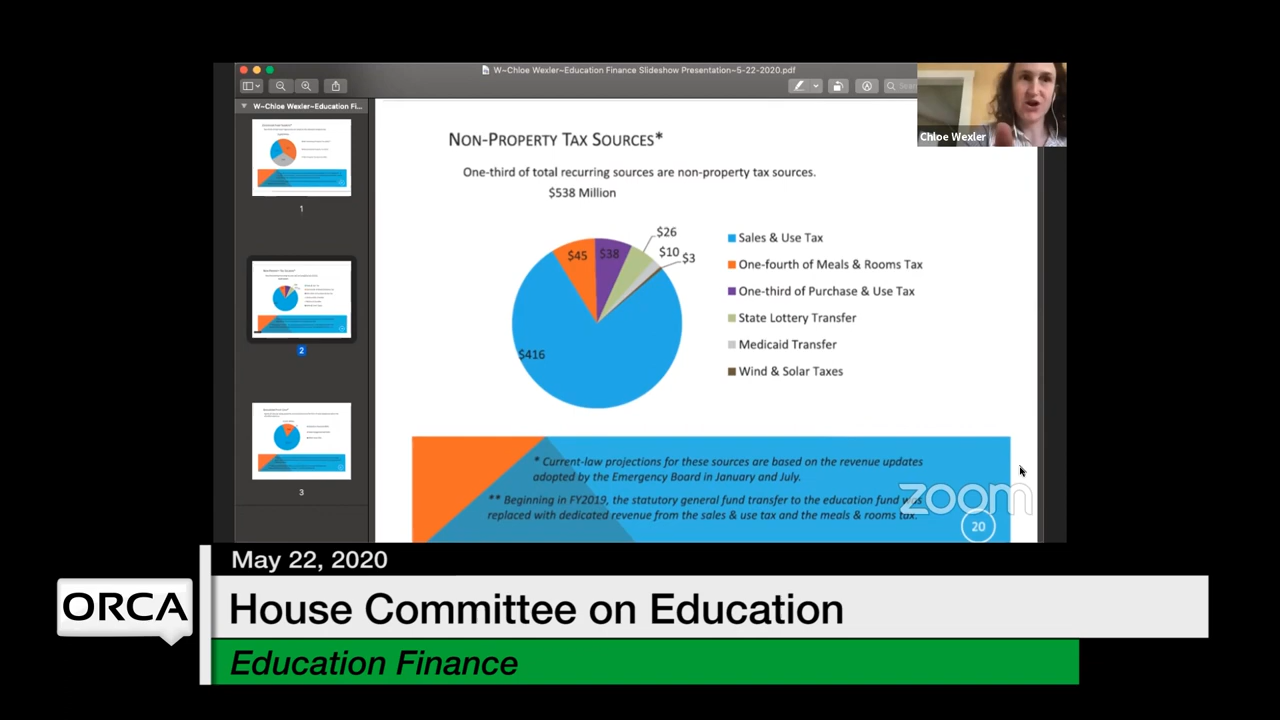 W~Chloe Wexler~Education Finance Slideshow Presentation~5-22-2020.pdf
W~Chloe Wexler~Education Fi...
Sear
Chloe Wexler
1
2
3
NON-PROPERTY TAX SOURCES*
One-third of total recurring sources are non-property tax sources.
$538 Million
$26
$10
$3
$45
$38
$416
Sales & Use Tax
One-fourth of Meals & Rooms Tax
One-third of Purchase & Use Tax
State Lottery Transfer
Medicaid Transfer
Wind & Solar Taxes
* Current-law projections for these sources are based on the revenue updates
adopted by the Emergency Board in January and July.
** Beginning in FY2019, the statutory general fund transfer to the education fund was
replaced with dedicated revenue from the sales & use tax and the meals & rooms tax.
zoom
20
May 22, 2020
ORCA
House Committee on Education
Education Finance